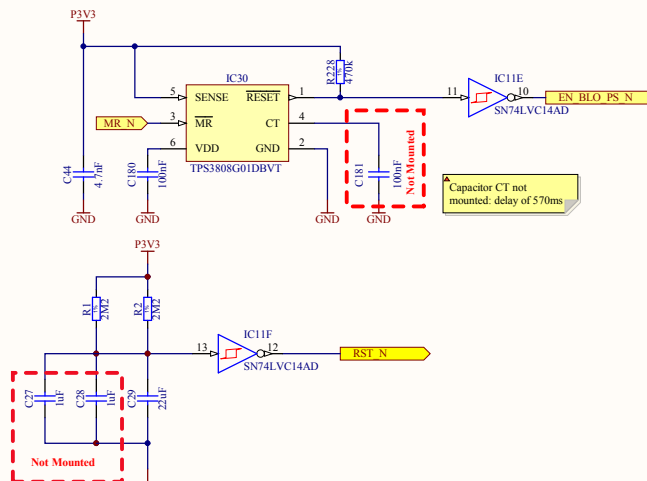 P3V3
R228
470k
IC30
5 SENSE RESET 1
MR_N 3 MR CT 4
6 VDD GND 2
TPS3808G01DBVT
C44
4.7nF
C180
100nF
C181
100nF
Not Mounted
GND
GND
GND
GND
IC11E
11 10
SN74LVC14AD
EN_BLO_PS_N
Capacitor CT not
mounted: delay of 570ms
P3V3
R1
2M2
R2
2M2
IC11F
13 12
SN74LVC14AD
RST_N
C27
1uF
C28
1uF
C29
22uF
Not Mounted